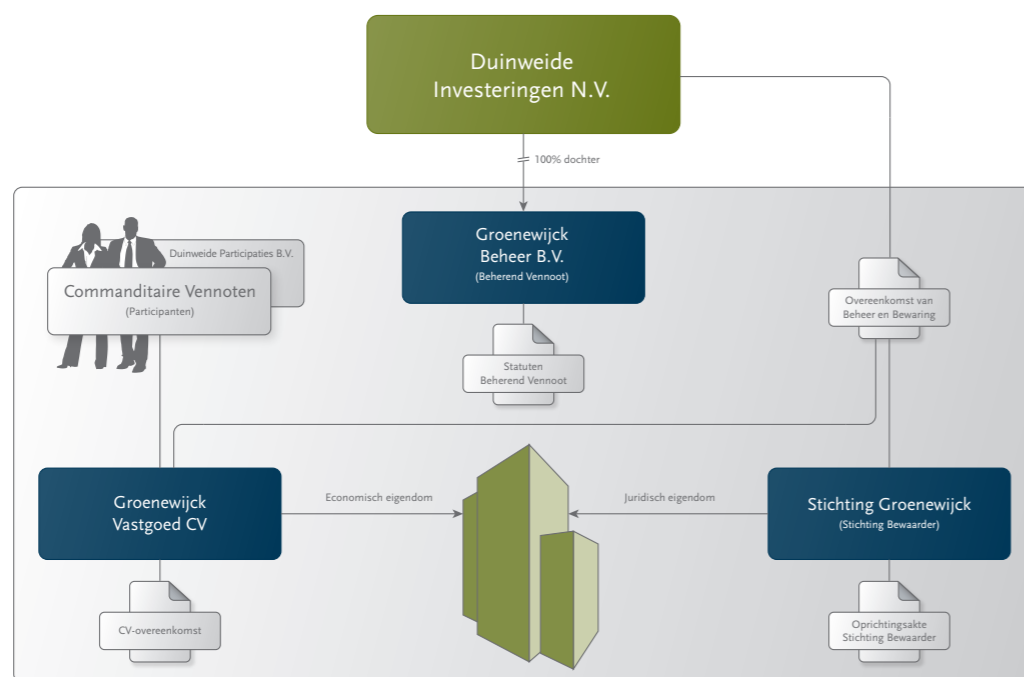 Duinweide
Investeringen N.V.
100% dochter
Groenewijck
Beheer B.V.
(Beherend Vennoot)
Duinweide Participaties B.V.
Commanditaire Vennoten
(Participanten)
Overeenkomst van
Beheer en Bewaring
Statuten
Beherend Vennoot
Groenewijck
Vastgoed CV
Economisch eigendom
Juridisch eigendom
Stichting Groenewijck
(Stichting Bewaarder)
CV-overeenkomst
Oprichtingsakte
Stichting Bewaarder